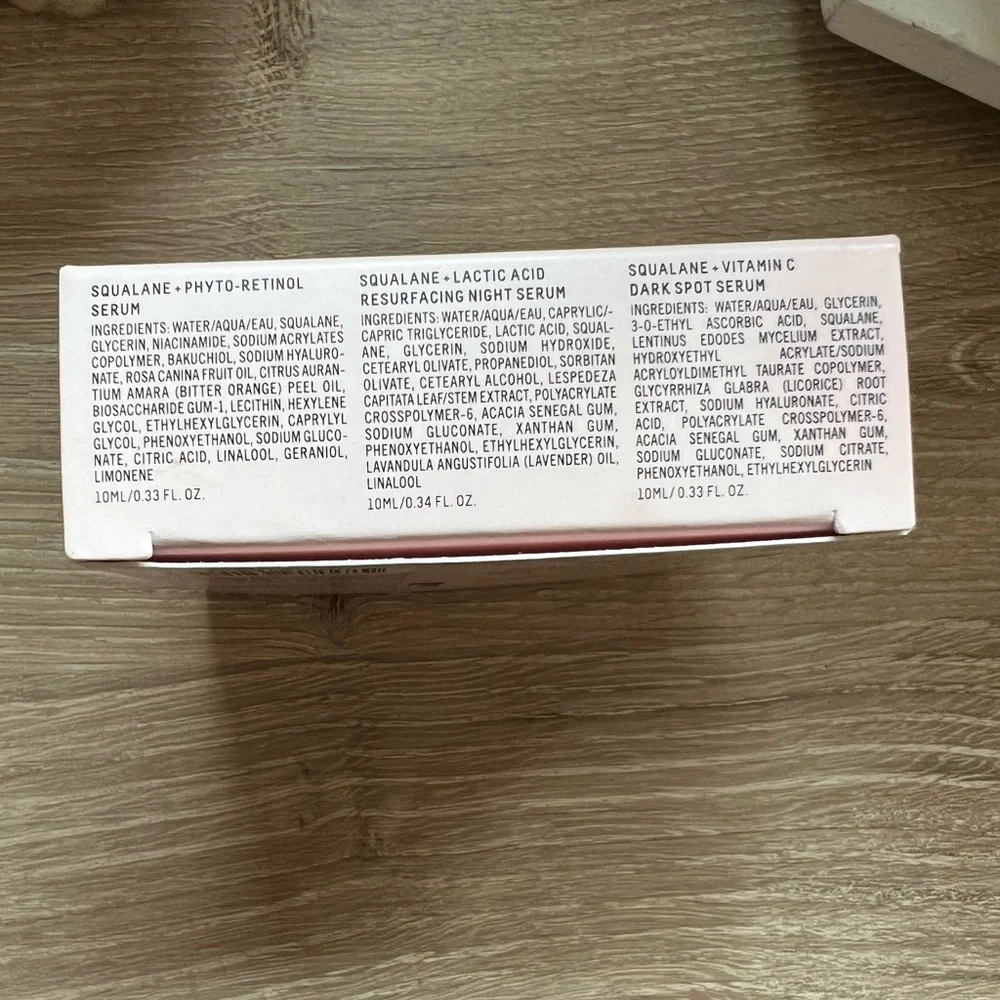 SQUALANE + PHYTO-RETINOL
SERUM
INGREDIENTS: WATER/AQUA/EAU, SQUALANE,
GLYCERIN, NIACINAMIDE, SODIUM ACRYLATES
COPOLYMER, BAKUCHIOL, SODIUM HYALURO-
NATE, ROSA CANINA FRUIT OIL, CITRUS AURAN-
TIUM AMARA (BITTER ORANGE) PEEL OIL,
BIOSACCHARIDE GUM-1, LECITHIN, HEXYLENE
GLYCOL, ETHYLHEXYLGLYCERIN, CAPRYLYL
GLYCOL, PHENOXYETHANOL, SODIUM GLUCO-
NATE, CITRIC ACID, LINALOOL, GERANIOL,
LIMONENE
10ML/0.33 FL. OZ.
SQUALANE + LACTIC ACID
RESURFACING NIGHT SERUM
INGREDIENTS: WATER/AQUA/EAU, CAPRYLIC/-
CAPRIC TRIGLYCERIDE, LACTIC ACID, SQUAL-
ANE, GLYCERIN, SODIUM HYDROXIDE,
CETEARYL OLIVATE, PROPANEDIOL, SORBITAN
OLIVATE, CETEARYL ALCOHOL, LESPEDEZA
CAPITATA LEAF/STEM EXTRACT, POLYACRYLATE
CROSSPOLYMER-6, ACACIA SENEGAL GUM,
SODIUM GLUCONATE, XANTHAN GUM,
PHENOXYETHANOL, ETHYLHEXYLGLYCERIN,
LAVANDULA ANGUSTIFOLIA (LAVENDER) OIL,
LINALOOL
10ML/0.34 FL. OZ.
SQUALANE + VITAMIN C
DARK SPOT SERUM
INGREDIENTS: WATER/AQUA/EAU, GLYCERIN,
3-O-ETHYL ASCORBIC ACID, SQUALANE,
LENTINUS EDODES MYCELIUM EXTRACT,
HYDROXYETHYL ACRYLATE/SODIUM
ACRYLOYLDIMETHYL TAURATE COPOLYMER,
GLYCYRRHIZA GLABRA (LICORICE) ROOT
EXTRACT, SODIUM HYALURONATE, CITRIC
ACID, POLYACRYLATE CROSSPOLYMER-6,
ACACIA SENEGAL GUM, XANTHAN GUM,
SODIUM GLUCONATE, SODIUM CITRATE,
PHENOXYETHANOL, ETHYLHEXYLGLYCERIN
10ML/ 0.33 FL. OZ.